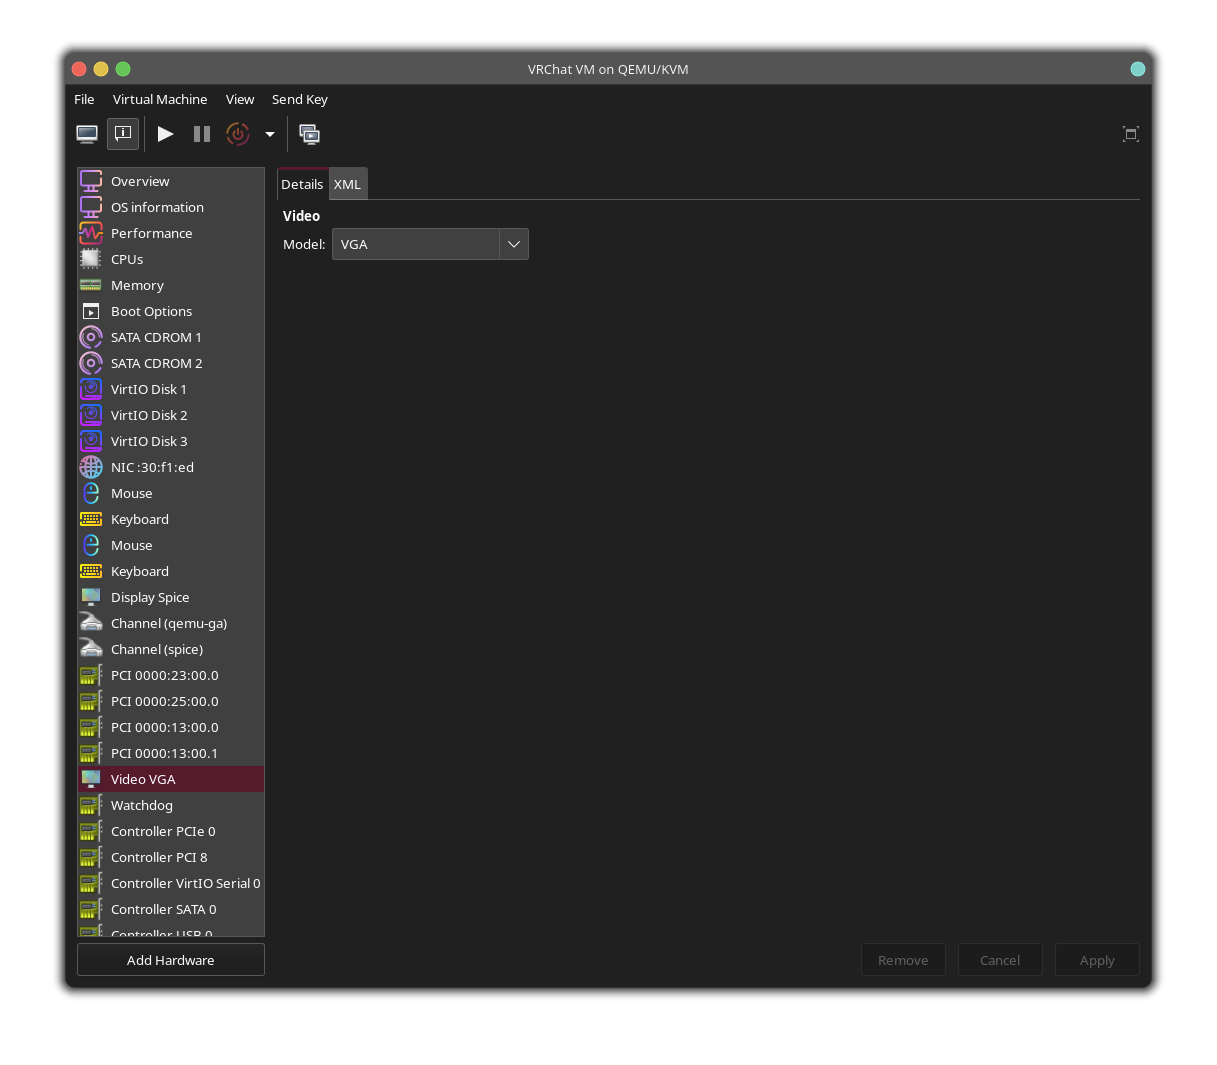 VRChat VM on QEMU/KVM
File Virtual Machine View Send Key
Overview
OS information
Performance
CPUs
Memory
Boot Options
SATA CDROM 1
SATA CDROM 2
VirtIO Disk 1
VirtIO Disk 2
VirtIO Disk 3
NIC :30:f1:ed
Mouse
Keyboard
Mouse
Keyboard
Display Spice
Channel (qemu-ga)
Channel (spice)
PCI 0000:23:00.0
PCI 0000:25:00.0
PCI 0000:13:00.0
PCI 0000:13:00.1
Video VGA
Watchdog
Controller PCIe 0
Controller PCI 8
Controller VirtIO Serial 0
Controller SATA 0
Controller USB 0
Add Hardware
Details XML
Video
Model: VGA
Remove Cancel Apply